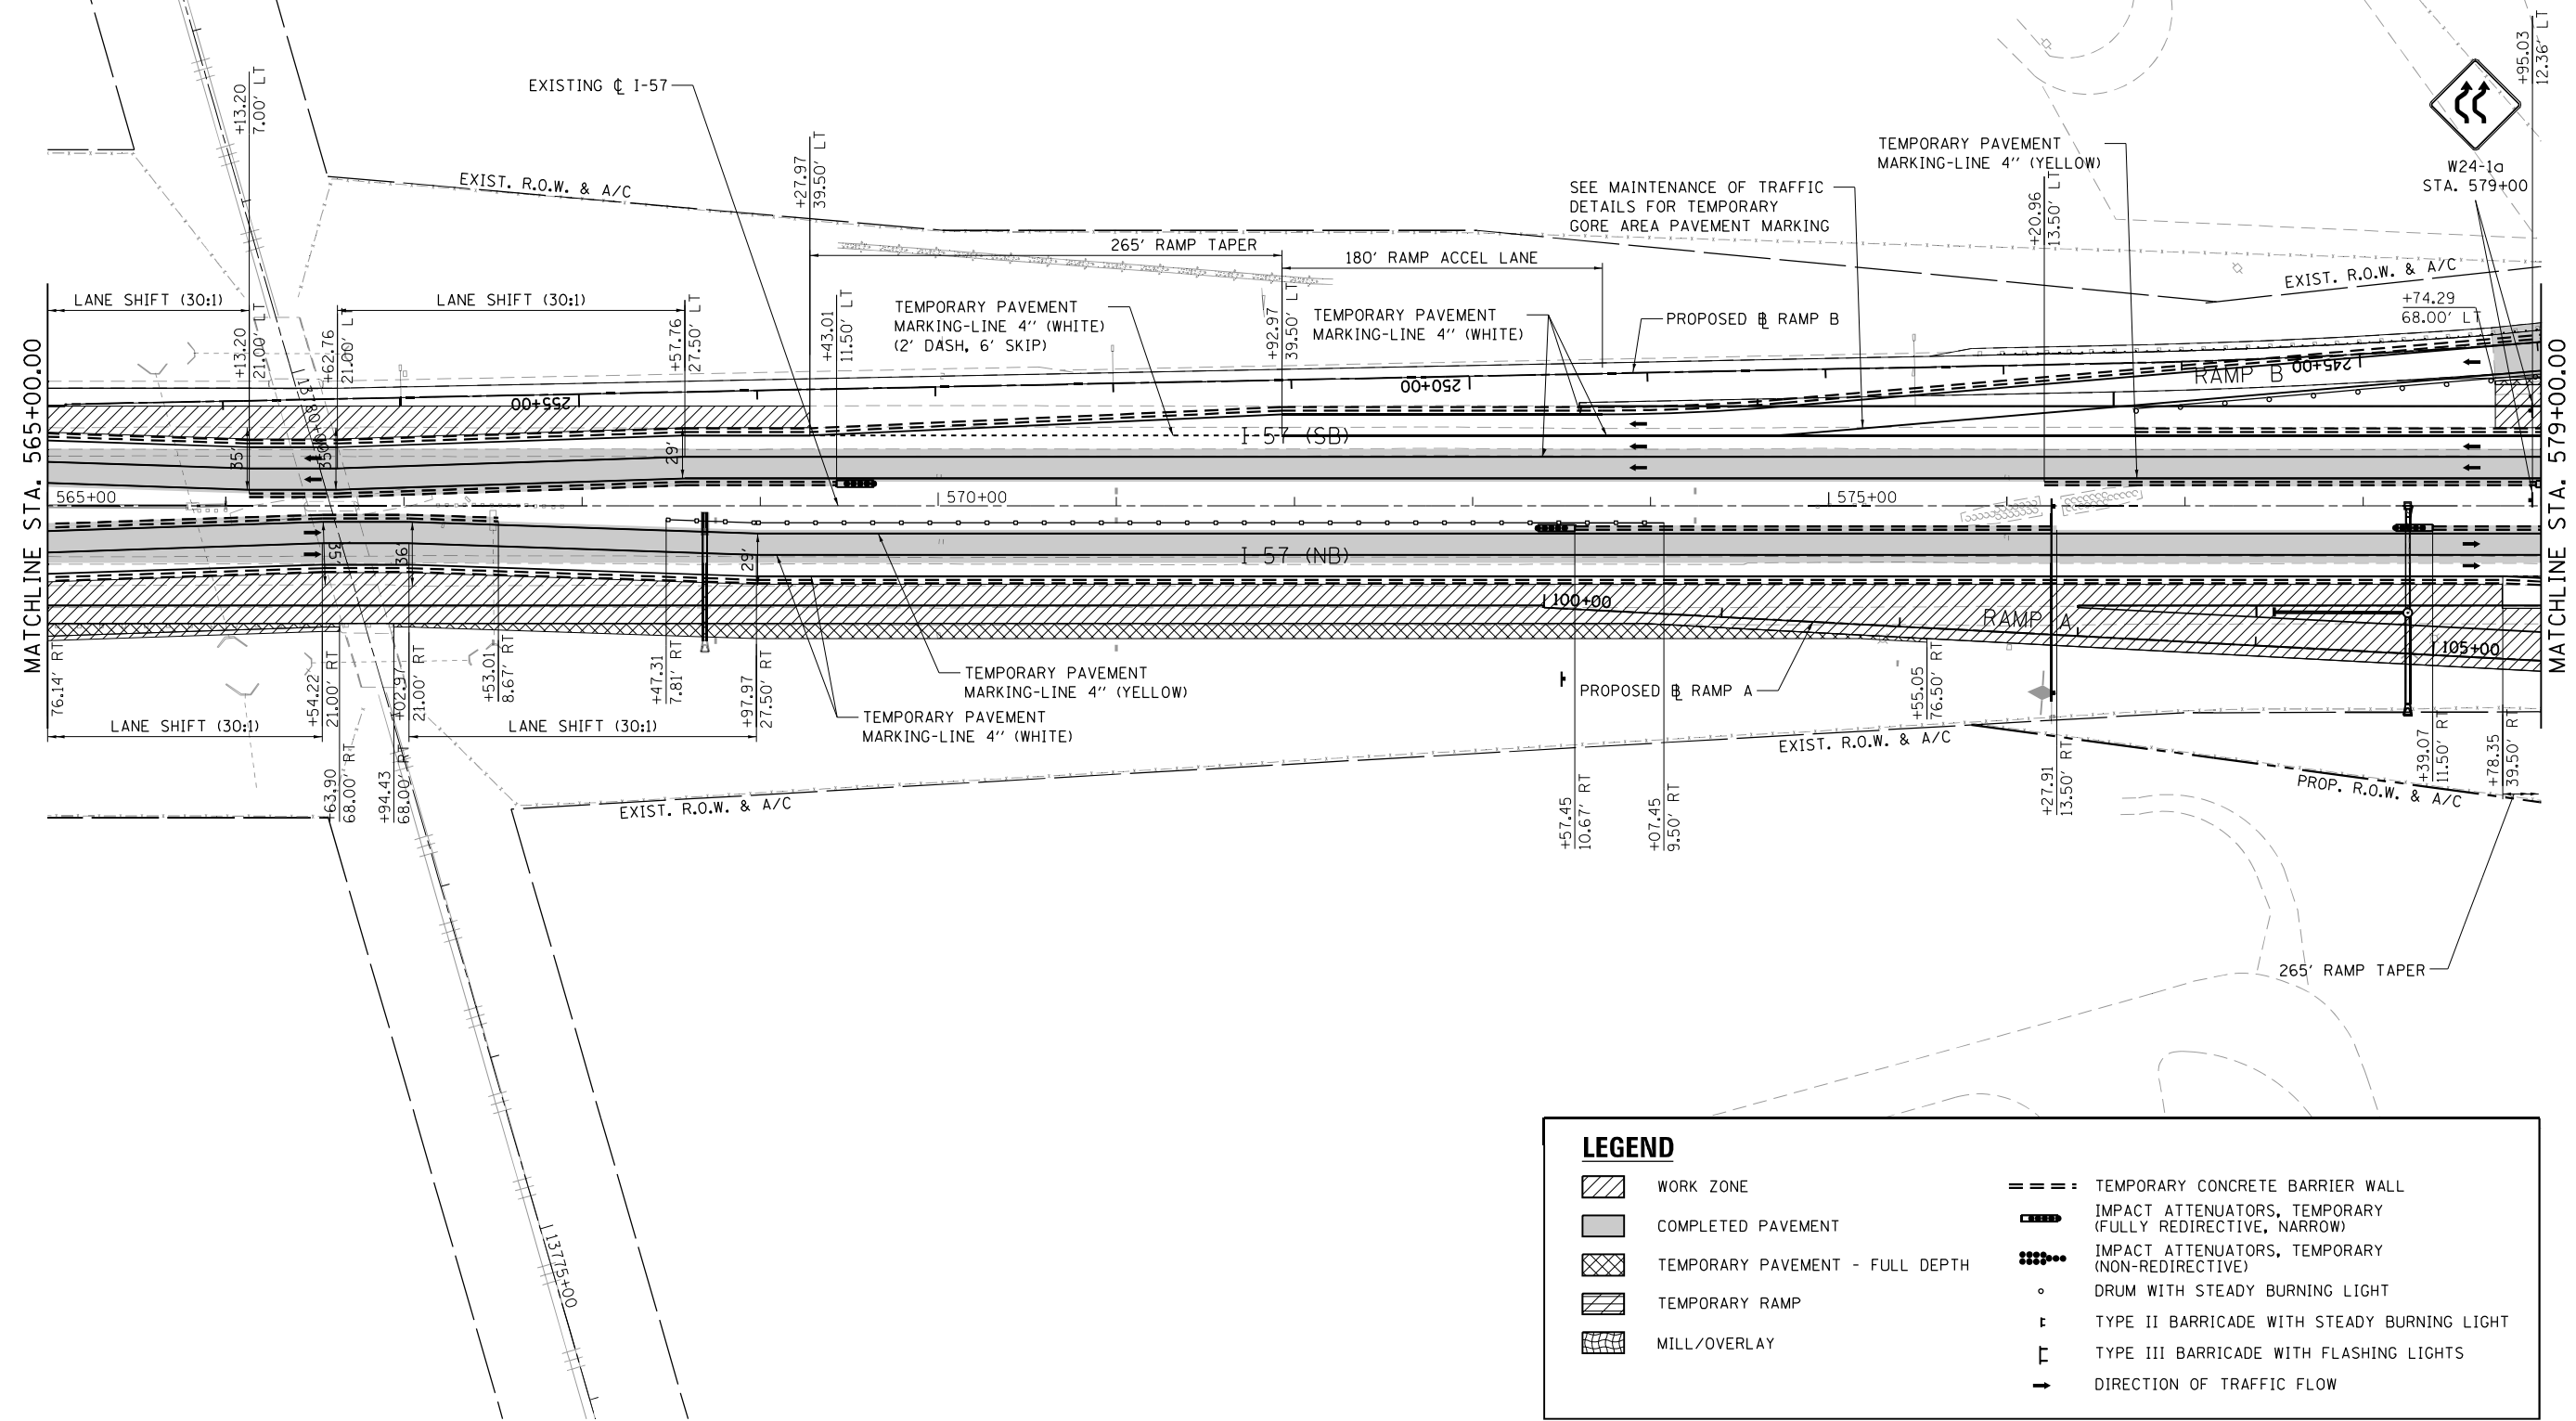 +13.20
7.00' LT
EXISTING ℄ I-57
+27.97
39.50' LT
EXIST. R.O.W. & A/C
265' RAMP TAPER
180' RAMP ACCEL LANE
SEE MAINTENANCE OF TRAFFIC
DETAILS FOR TEMPORARY
GORE AREA PAVEMENT MARKING
TEMPORARY PAVEMENT
MARKING-LINE 4'' (YELLOW)
+20.96
13.50' LT
+95.03
12.36' LT
W24-1a
STA. 579+00
EXIST. R.O.W. & A/C
+74.29
68.00' LT
LANE SHIFT (30:1)
LANE SHIFT (30:1)
+13.20
21.00' LT
+62.76
21.00' LT
+57.76
27.50' LT
+43.01
11.50' LT
TEMPORARY PAVEMENT
MARKING-LINE 4'' (WHITE)
(2' DASH, 6' SKIP)
+92.97
39.50' LT
TEMPORARY PAVEMENT
MARKING-LINE 4'' (WHITE)
PROPOSED ⅊ RAMP B
MATCHLINE STA. 565+00.00
MATCHLINE STA. 579+00.00
255+00
250+00
245+00
RAMP B
I-57 (SB)
35'
29'
565+00
570+00
575+00
35'
36'
29'
I-57 (NB)
100+00
RAMP A
105+00
76.14' RT
+54.22
21.00' RT
+02.97
21.00' RT
+53.01
8.67' RT
+47.31
7.81' RT
+97.97
27.50' RT
TEMPORARY PAVEMENT
MARKING-LINE 4'' (YELLOW)
TEMPORARY PAVEMENT
MARKING-LINE 4'' (WHITE)
PROPOSED ⅊ RAMP A
+55.05
76.50' RT
LANE SHIFT (30:1)
LANE SHIFT (30:1)
+63.90
68.00' RT
+94.43
68.00' RT
EXIST. R.O.W. & A/C
EXIST. R.O.W. & A/C
+57.45
10.67' RT
+07.45
9.50' RT
+27.91
13.50' RT
+39.07
11.50' RT
+78.35
39.50' RT
PROP. R.O.W. & A/C
265' RAMP TAPER
13775+00
LEGEND
WORK ZONE
COMPLETED PAVEMENT
TEMPORARY PAVEMENT - FULL DEPTH
TEMPORARY RAMP
MILL/OVERLAY
TEMPORARY CONCRETE BARRIER WALL
IMPACT ATTENUATORS, TEMPORARY
(FULLY REDIRECTIVE, NARROW)
IMPACT ATTENUATORS, TEMPORARY
(NON-REDIRECTIVE)
DRUM WITH STEADY BURNING LIGHT
TYPE II BARRICADE WITH STEADY BURNING LIGHT
TYPE III BARRICADE WITH FLASHING LIGHTS
DIRECTION OF TRAFFIC FLOW